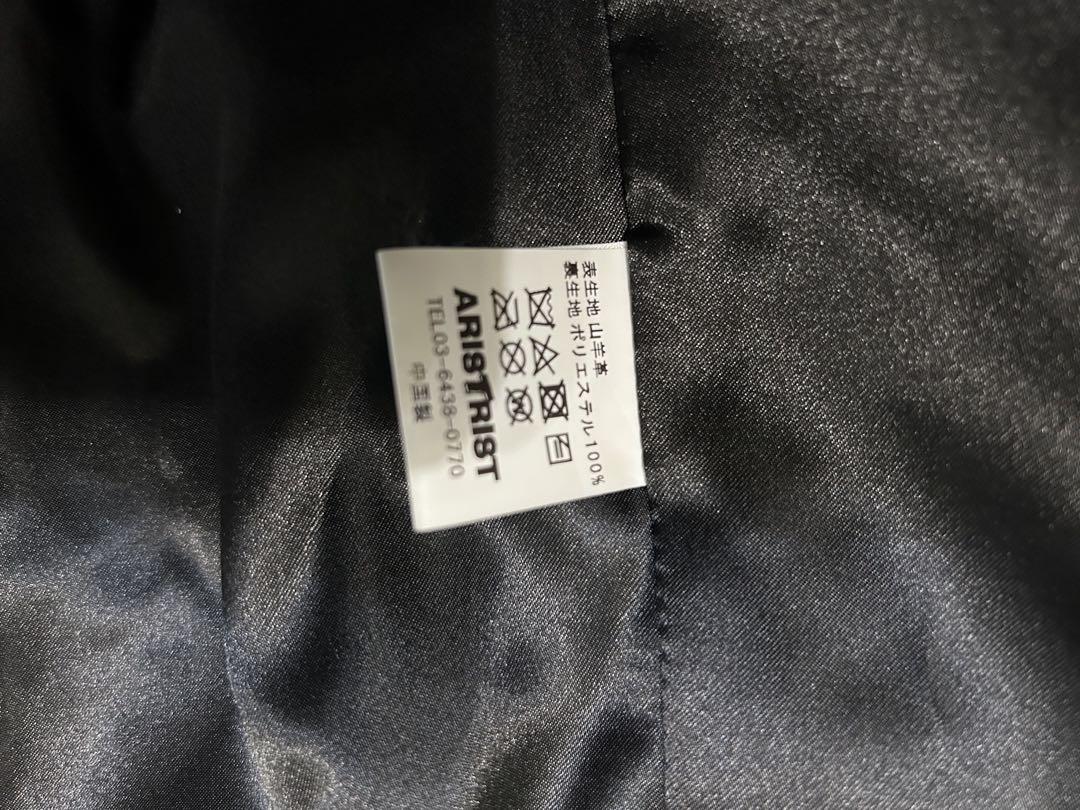 表生地 山羊革
裏生地 ポリエステル100%
ARISTRIST
TEL03-6438-0770
中国製